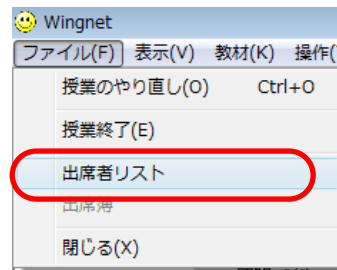 Wingnet
ファイル(F) 表示(V) 教材(K) 操作(
授業のやり直し(O) Ctrl+O
授業終了(E)
出席者リスト
出席簿
閉じる(X)